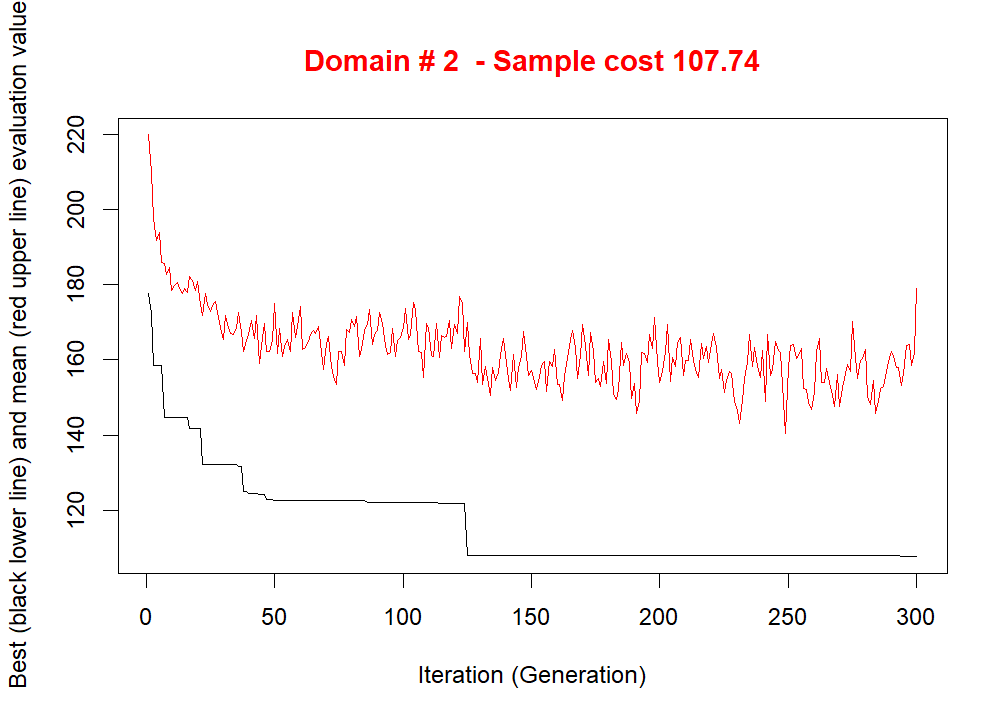 Domain # 2  - Sample cost 107.74
Best (black lower line) and mean (red upper line) evaluation value
220
200
180
160
140
120
0 50 100 150 200 250 300
Iteration (Generation)